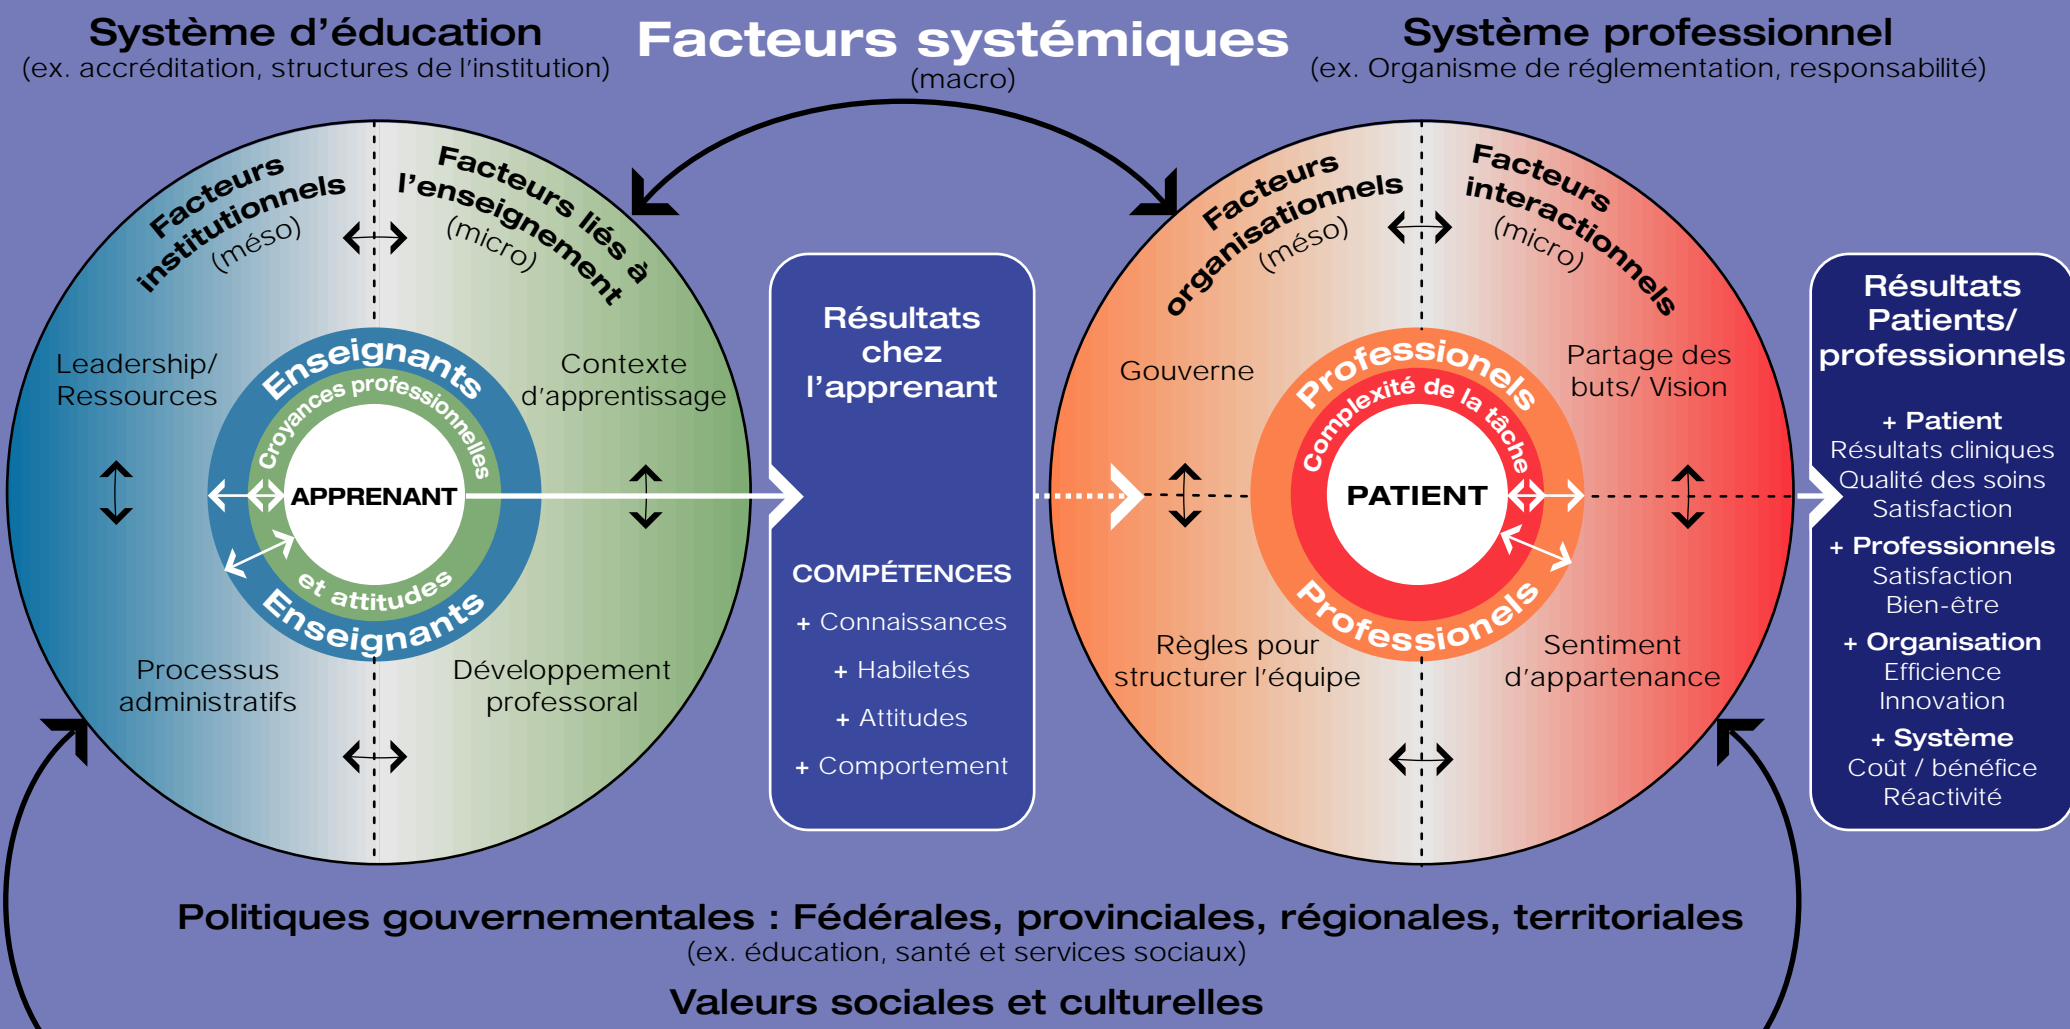 Système d'éducation
(ex. accréditation, structures de l'institution)
Facteurs systémiques
(macro)
Système professionnel
(ex. Organisme de réglementation, responsabilité)
Facteurs
institutionnels
(méso)
Facteurs liés à
l'enseignement
(micro)
Leadership/
Ressources
Contexte
d'apprentissage
Enseignants
Croyances professionnelles
APPRENANT
et attitudes
Enseignants
Processus
administratifs
Développement
professoral
Résultats
chez
l'apprenant
COMPÉTENCES
+ Connaissances
+ Habiletés
+ Attitudes
+ Comportement
Facteurs
organisationnels
(méso)
Facteurs
interactionnels
(micro)
Gouverne
Partage des
buts/ Vision
Professionels
Complexité de la tâche
PATIENT
Professionels
Règles pour
structurer l'équipe
Sentiment
d'appartenance
Résultats
Patients/
professionnels
+ Patient
Résultats cliniques
Qualité des soins
Satisfaction
+ Professionnels
Satisfaction
Bien-être
+ Organisation
Efficience
Innovation
+ Système
Coût / bénéfice
Réactivité
Politiques gouvernementales : Fédérales, provinciales, régionales, territoriales
(ex. éducation, santé et services sociaux)
Valeurs sociales et culturelles